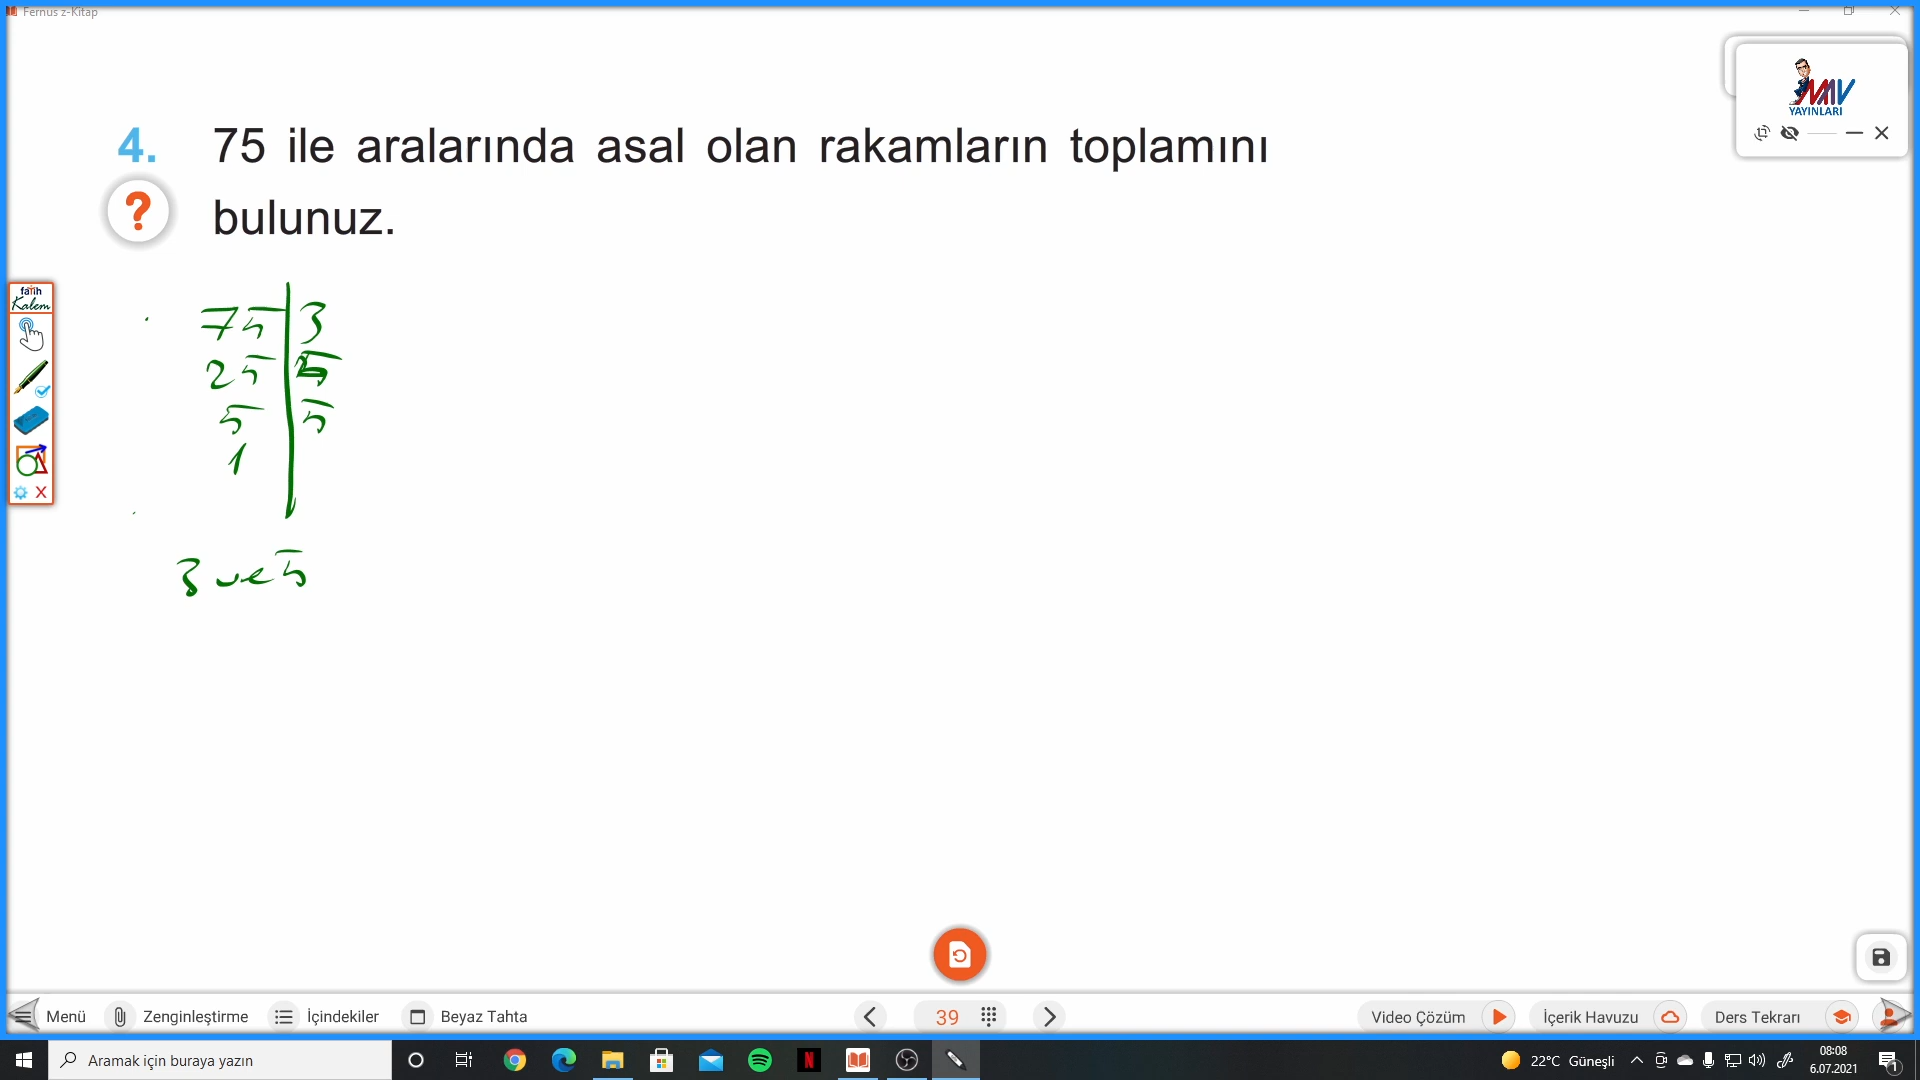 Fernus z-Kitap
MMV
YAYINLARI
4. 75 ile aralarında asal olan rakamların toplamını
? bulunuz.
fatih
Kalem
75 3
25 5
5 5
1
3 ve 5
Menü Zenginleştirme İçindekiler Beyaz Tahta 39 Video Çözüm İçerik Havuzu Ders Tekrarı
Aramak için buraya yazın N 22°C Güneşli 08:08
6.07.2021 1